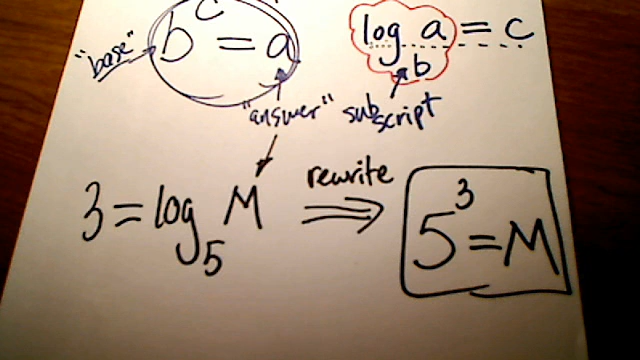 b^c = a
log_b a = c
"base"
"answer"
subscript
3 = log_5 M
rewrite
⇒
5^3 = M